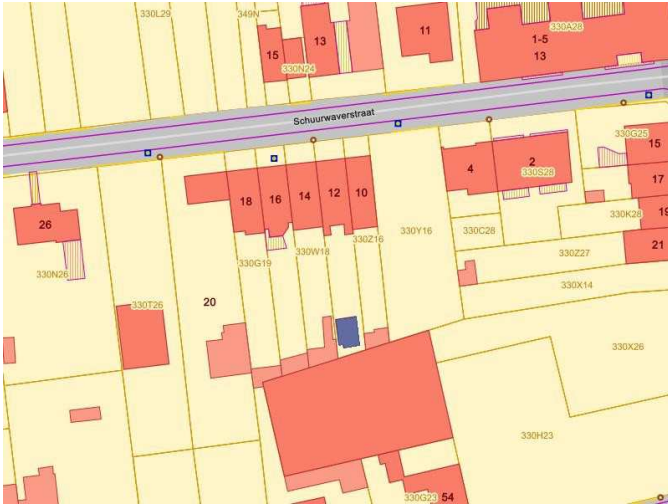 330L29
349N
15
13
330N24
11
330A28
1-5
13
Schuurwaverstraat
330G25
15
4
2
330S28
17
18
16
14
12
10
19
26
330K28
330Y16
330C28
330Z16
21
330G19
330W18
330Z27
330N26
330X14
330T26
20
330X26
330H23
330G23
54